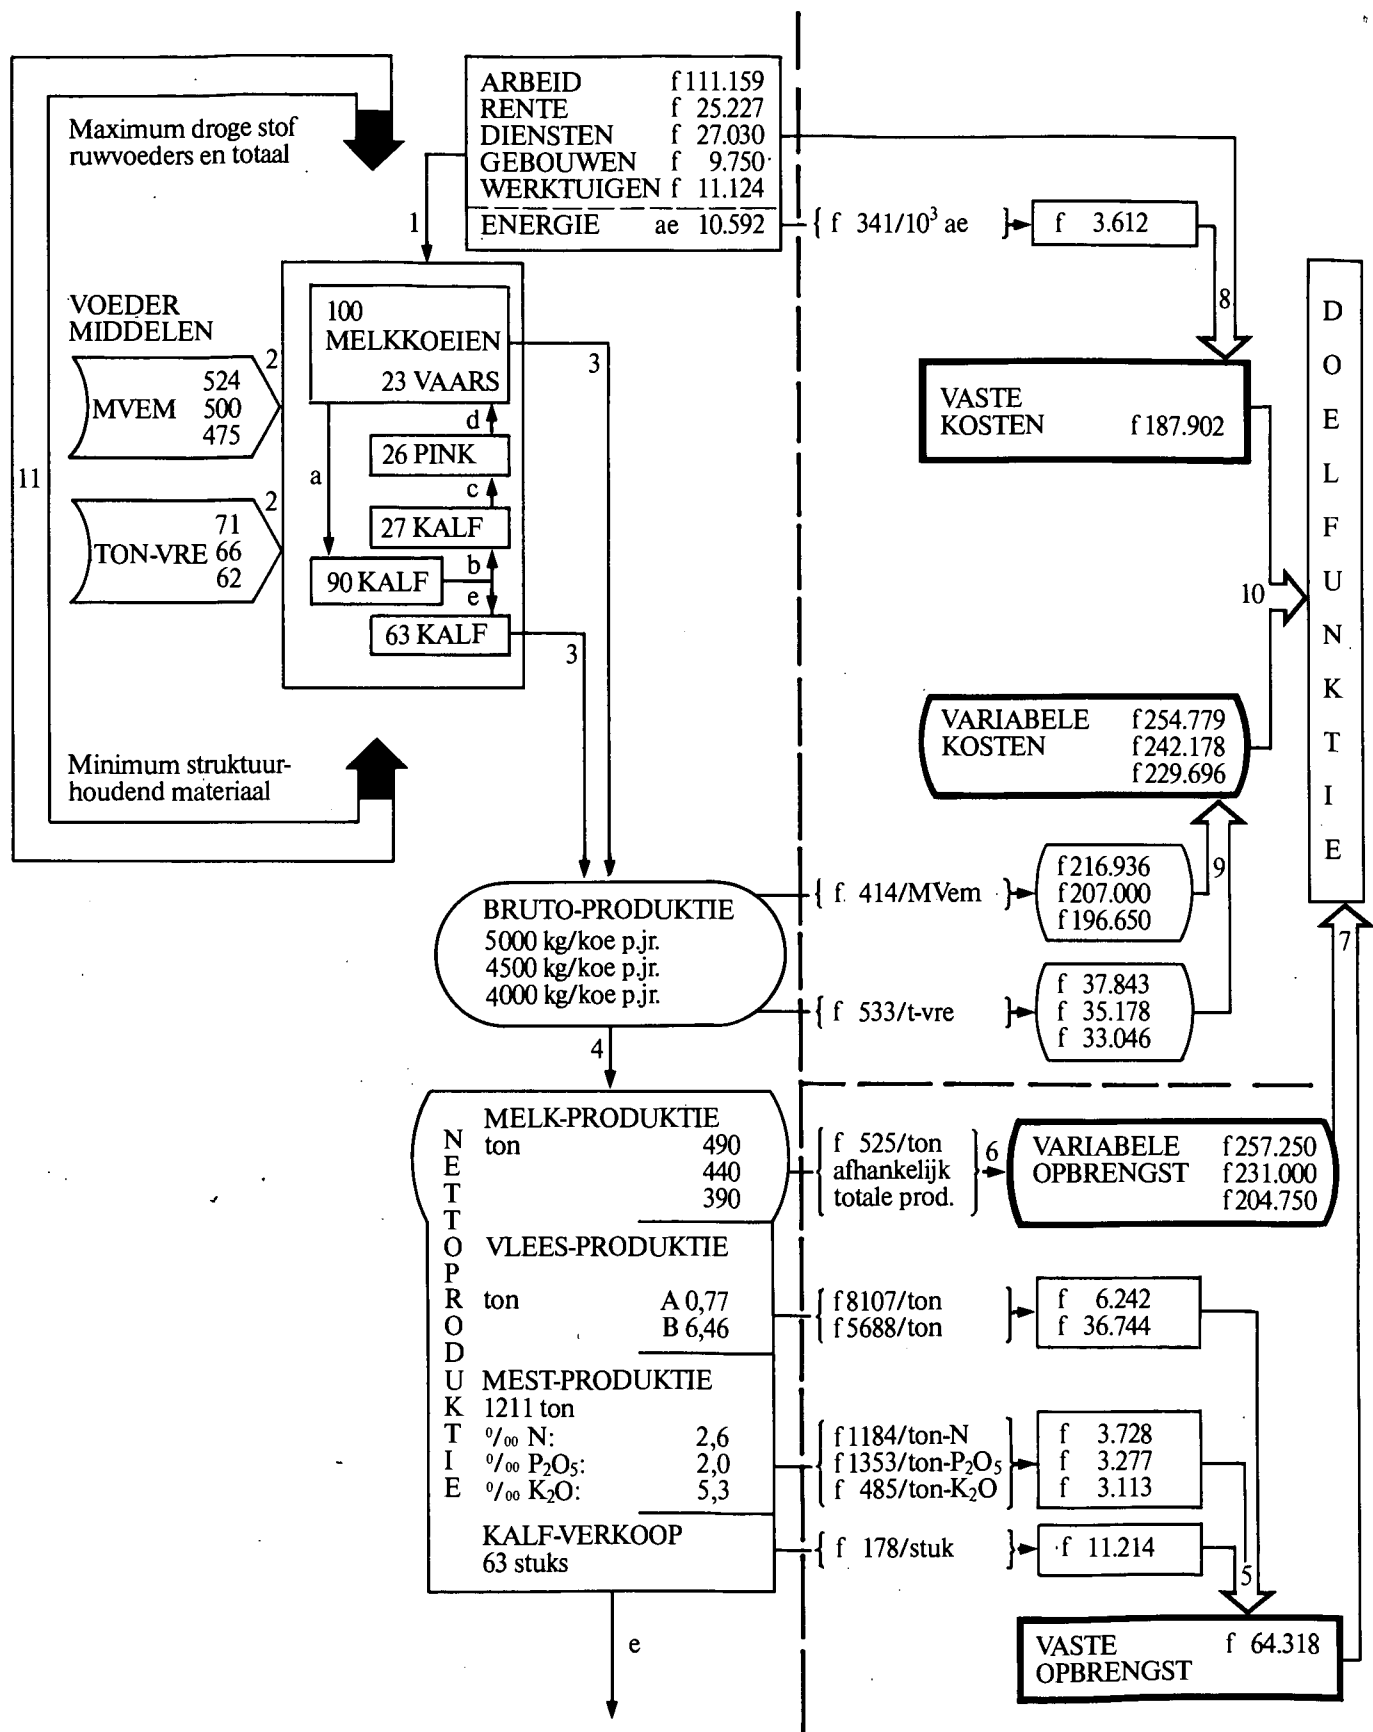 ARBEID f 111.159
RENTE f 25.227
DIENSTEN f 27.030
GEBOUWEN f 9.750
WERKTUIGEN f 11.124
ENERGIE ae 10.592
{ f 341/10³ ae }
f 3.612
Maximum droge stof
ruwvoeders en totaal
1
8
VOEDER
MIDDELEN
2
MVEM
524
500
475
2
TON-VRE
71
66
62
11
100
MELKKOEIEN
23 VAARS
3
d
26 PINK
a
c
27 KALF
b
90 KALF
e
63 KALF
3
VASTE
KOSTEN f 187.902
10
DOELFUNKTIE
VARIABELE f 254.779
KOSTEN f 242.178
f 229.696
9
Minimum struktuur-
houdend materiaal
BRUTO-PRODUKTIE
5000 kg/koe p.jr.
4500 kg/koe p.jr.
4000 kg/koe p.jr.
{ f. 414/MVem }
f 216.936
f 207.000
f 196.650
{ f 533/t-vre }
f 37.843
f 35.178
f 33.046
7
4
NETTOPRODUKTIE
MELK-PRODUKTIE
ton 490
440
390
{ f 525/ton
afhankelijk
totale prod. }
6
VARIABELE f 257.250
OPBRENGST f 231.000
f 204.750
VLEES-PRODUKTIE
ton A 0,77
B 6,46
{ f 8107/ton
f 5688/ton }
f 6.242
f 36.744
MEST-PRODUKTIE
1211 ton
⁰/₀₀ N: 2,6
⁰/₀₀ P₂O₅: 2,0
⁰/₀₀ K₂O: 5,3
{ f 1184/ton-N
f 1353/ton-P₂O₅
f 485/ton-K₂O }
f 3.728
f 3.277
f 3.113
KALF-VERKOOP
63 stuks
{ f 178/stuk }
f 11.214
5
e
VASTE f 64.318
OPBRENGST